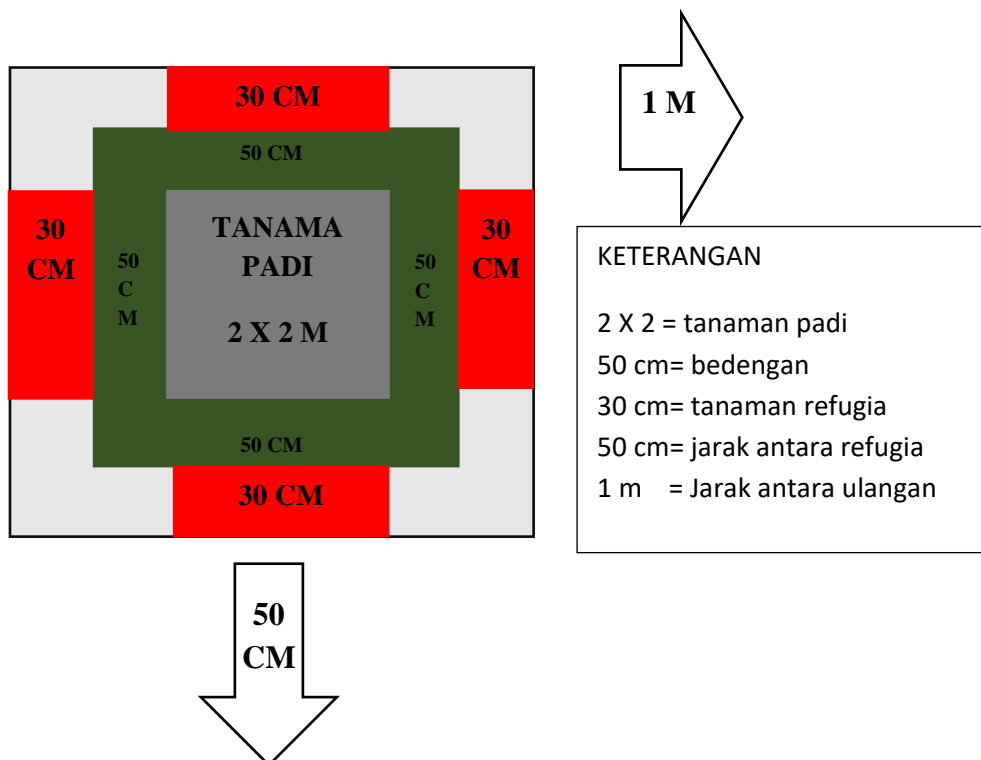 30 CM
50 CM
30
CM
50
C
M
TANAMA
PADI
2 X 2 M
50
C
M
30
CM
50 CM
30 CM
50
CM
1 M
KETERANGAN
2 X 2 = tanaman padi
50 cm= bedengan
30 cm= tanaman refugia
50 cm= jarak antara refugia
1 m = Jarak antara ulangan